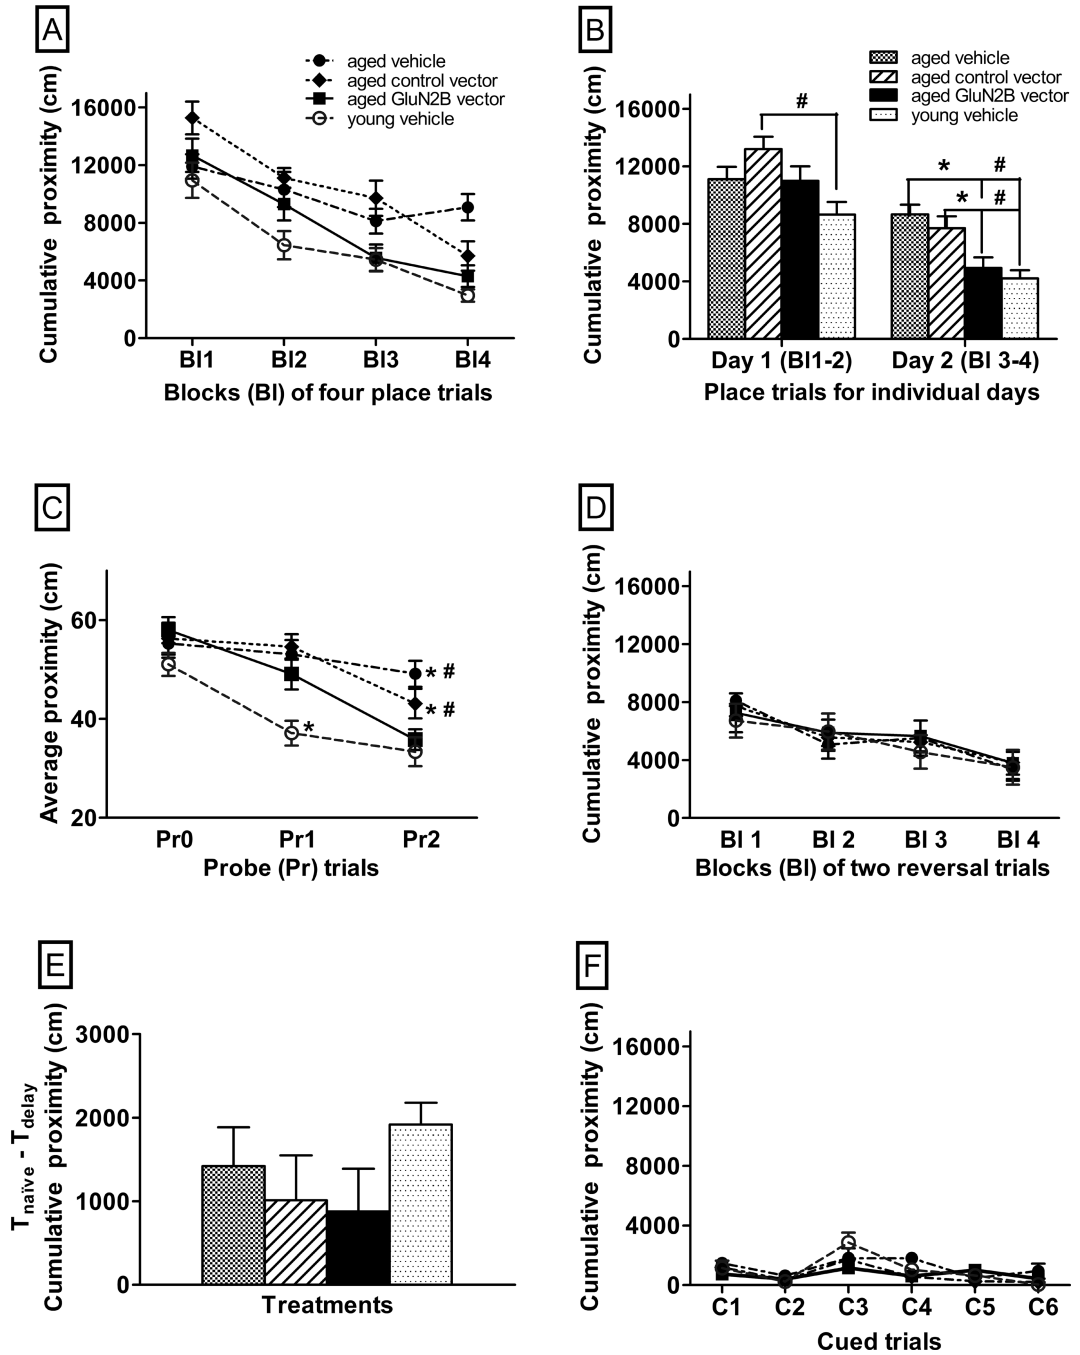 A
aged vehicle
aged control vector
aged GluN2B vector
young vehicle
Cumulative proximity (cm)
16000
12000
8000
4000
0
Bl1 Bl2 Bl3 Bl4
Blocks (Bl) of four place trials
B
aged vehicle
aged control vector
aged GluN2B vector
young vehicle
Cumulative proximity (cm)
16000
12000
8000
4000
0
#
* #
* #
Day 1 (Bl1-2) Day 2 (Bl 3-4)
Place trials for individual days
C
Average proximity (cm)
60
40
20
* #
* #
*
Pr0 Pr1 Pr2
Probe (Pr) trials
D
Cumulative proximity (cm)
16000
12000
8000
4000
0
Bl 1 Bl 2 Bl 3 Bl 4
Blocks (Bl) of two reversal trials
E
Tnaïve - Tdelay
Cumulative proximity (cm)
3000
2000
1000
0
Treatments
F
Cumulative proximity (cm)
16000
12000
8000
4000
0
C1 C2 C3 C4 C5 C6
Cued trials